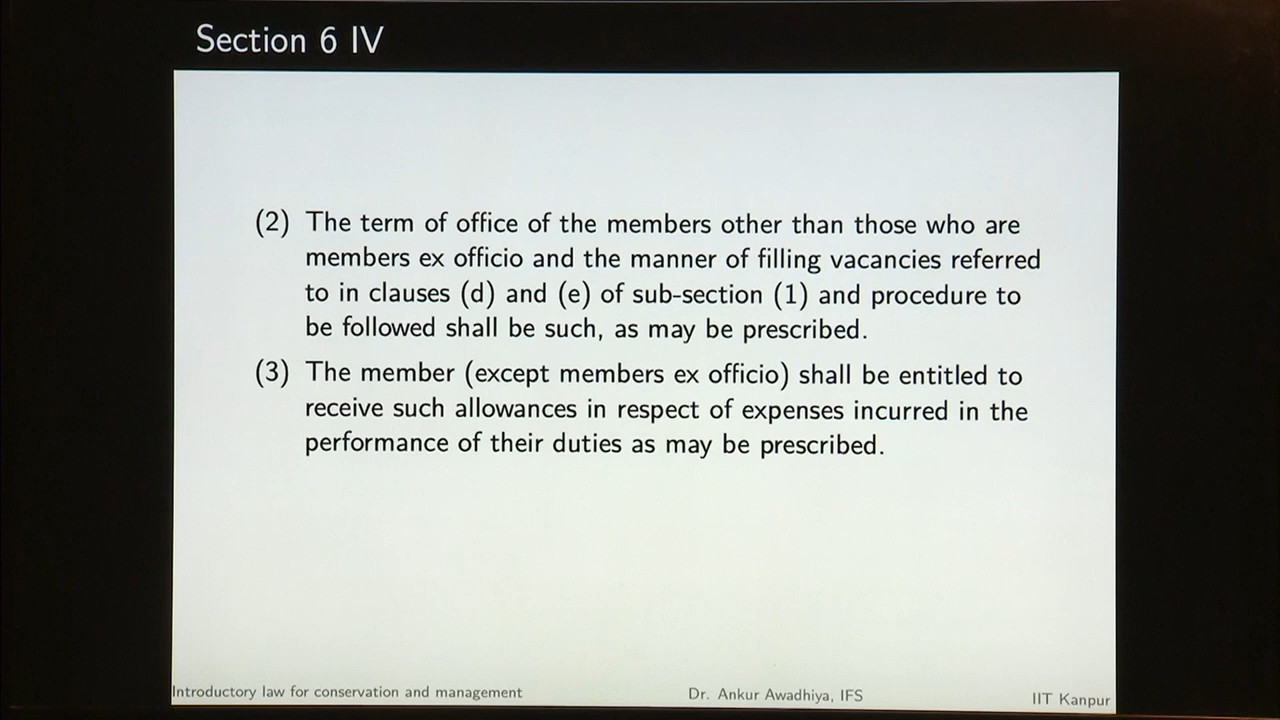 Section 6 IV
(2) The term of office of the members other than those who are
members ex officio and the manner of filling vacancies referred
to in clauses (d) and (e) of sub-section (1) and procedure to
be followed shall be such, as may be prescribed.
(3) The member (except members ex officio) shall be entitled to
receive such allowances in respect of expenses incurred in the
performance of their duties as may be prescribed.
Introductory law for conservation and management Dr. Ankur Awadhiya, IFS IIT Kanpur